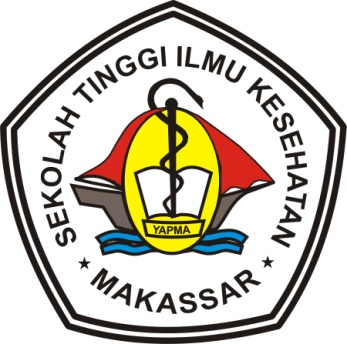 SEKOLAH TINGGI ILMU KESEHATAN
YAPMA
MAKASSAR